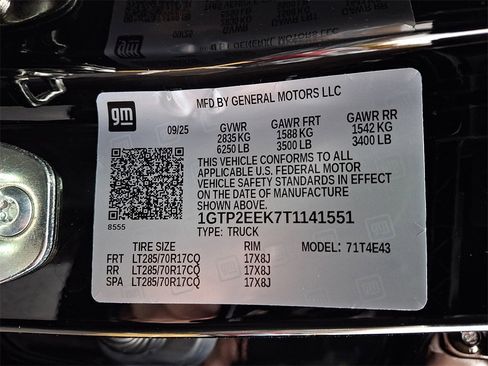 gm
MFD BY GENERAL MOTORS LLC
09/25
GVWR GAWR FRT GAWR RR
2835 KG 1588 KG 1542 KG
6250 LB 3500 LB 3400 LB
THIS VEHICLE CONFORMS TO ALL
APPLICABLE U.S. FEDERAL MOTOR
VEHICLE SAFETY STANDARDS IN EFFECT
ON THE DATE OF MANUFACTURE
SHOWN ABOVE.
8555
1GTP2EEK7T1141551
TYPE: TRUCK
TIRE SIZE RIM MODEL: 71T4E43
FRT LT285/70R17CQ 17X8J
RR LT285/70R17CQ 17X8J
SPA LT285/70R17CQ 17X8J